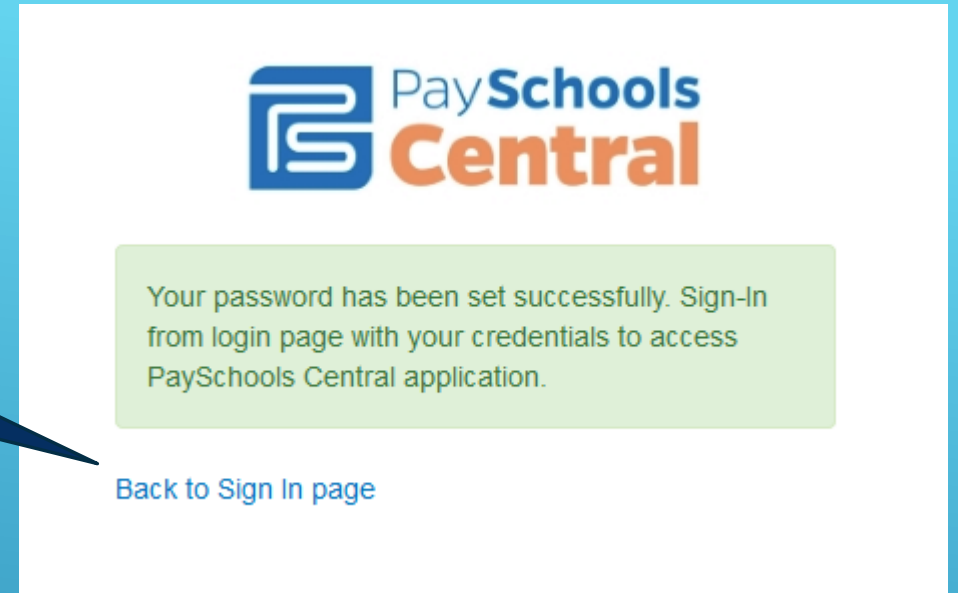 PaySchools
Central
Your password has been set successfully. Sign-In
from login page with your credentials to access
PaySchools Central application.
Back to Sign In page